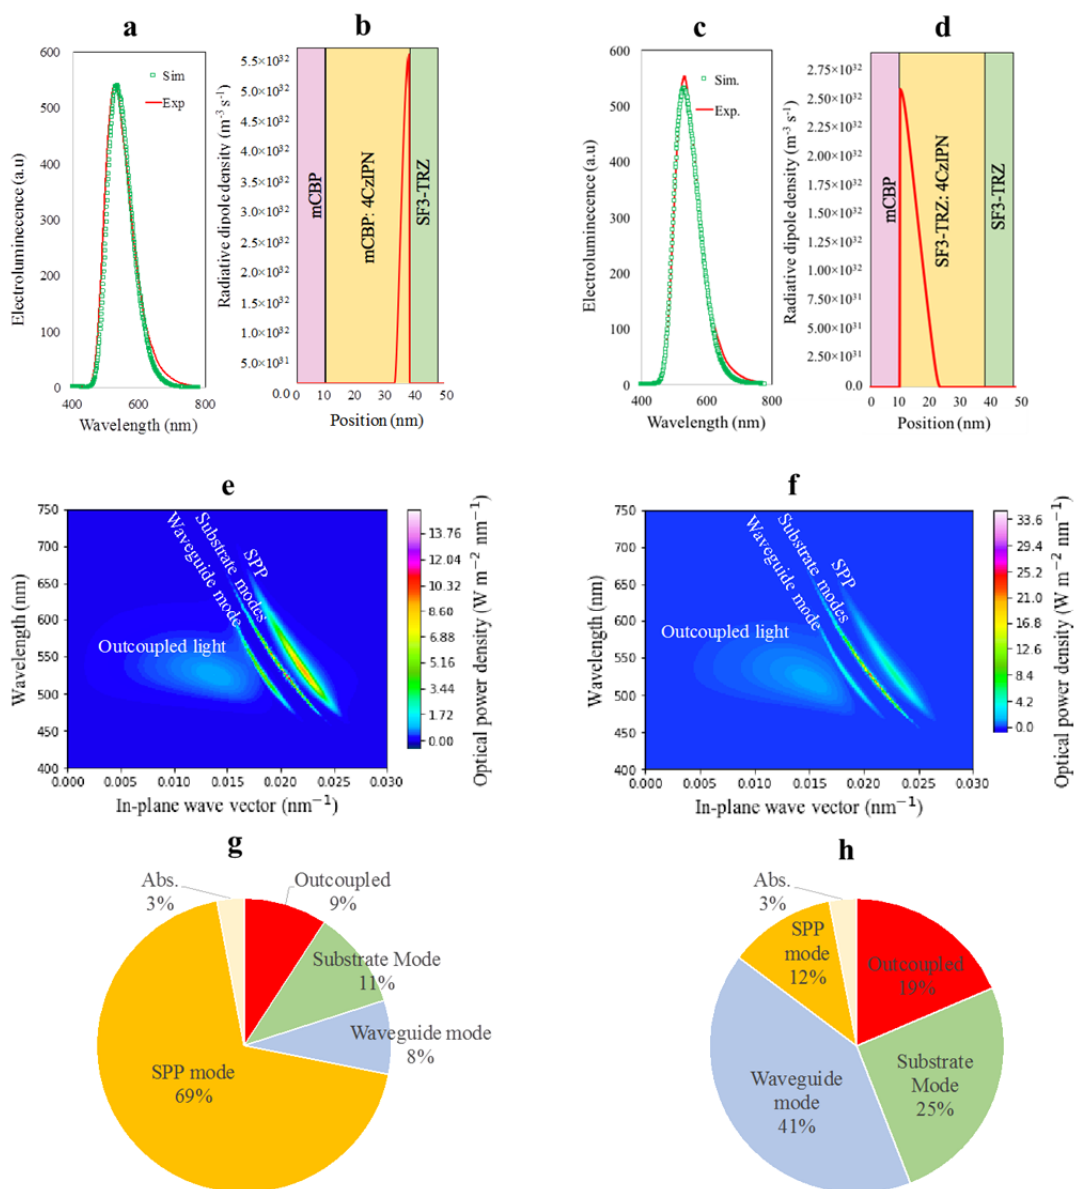 a
600
500
400
300
200
100
0
400
600
800
Electroluminecence (a.u)
Wavelength (nm)
Sim
Exp
b
5.5×10³²
5.0×10³²
5.0×10³²
4.5×10³²
4.0×10³²
3.5×10³²
3.0×10³²
2.5×10³²
2.0×10³²
1.5×10³²
1.0×10³²
5.0×10³¹
0.0
Radiative dipole density (m⁻³ s⁻¹)
mCBP
mCBP: 4CzIPN
SF3-TRZ
0
10
20
30
40
50
Position (nm)
c
600
500
400
300
200
100
0
400
600
800
Electroluminescence (a.u)
Wavelength (nm)
Sim.
Exp.
d
2.75×10³²
2.50×10³²
2.25×10³²
2.00×10³²
1.75×10³²
1.50×10³²
1.25×10³²
1.00×10³²
7.50×10³¹
5.00×10³¹
2.50×10³¹
0.0
Radiative dipole density (m⁻³ s⁻¹)
mCBP
SF3-TRZ: 4CzIPN
SF3-TRZ
0
10
20
30
40
50
Position (nm)
e
750
700
650
600
550
500
450
400
Wavelength (nm)
Outcoupled light
Waveguide mode
Substrate modes
SPP
0.000
0.005
0.010
0.015
0.020
0.025
0.030
In-plane wave vector (nm⁻¹)
13.76
12.04
10.32
8.60
6.88
5.16
3.44
1.72
0.00
Optical power density (W m⁻² nm⁻¹)
f
750
700
650
600
550
500
450
400
Wavelength (nm)
Outcoupled light
Waveguide mode
Substrate modes
SPP
0.000
0.005
0.010
0.015
0.020
0.025
0.030
In-plane wave vector (nm⁻¹)
33.6
29.4
25.2
21.0
16.8
12.6
8.4
4.2
0.0
Optical power density (W m⁻² nm⁻¹)
g
Abs.
3%
Outcoupled
9%
Substrate Mode
11%
Waveguide mode
8%
SPP mode
69%
h
Abs.
3%
SPP
mode
12%
Outcoupled
19%
Substrate
Mode
25%
Waveguide
mode
41%